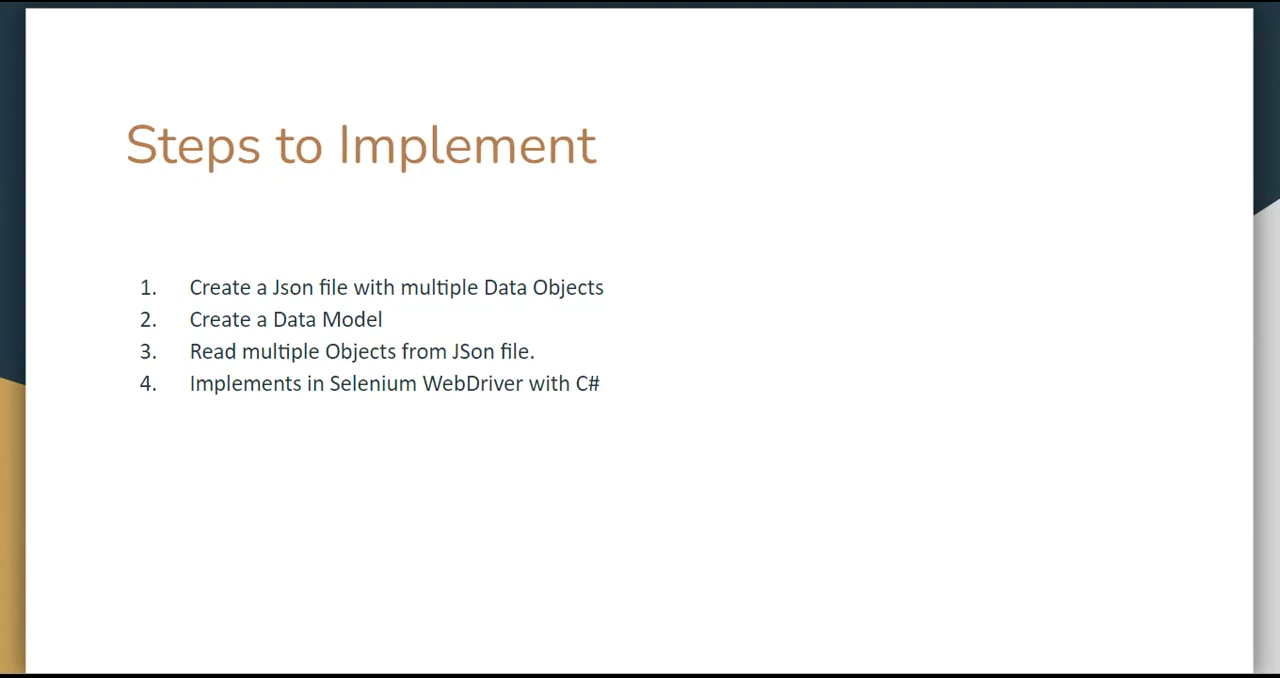 Steps to Implement
1. Create a Json file with multiple Data Objects
2. Create a Data Model
3. Read multiple Objects from JSon file.
4. Implements in Selenium WebDriver with C#